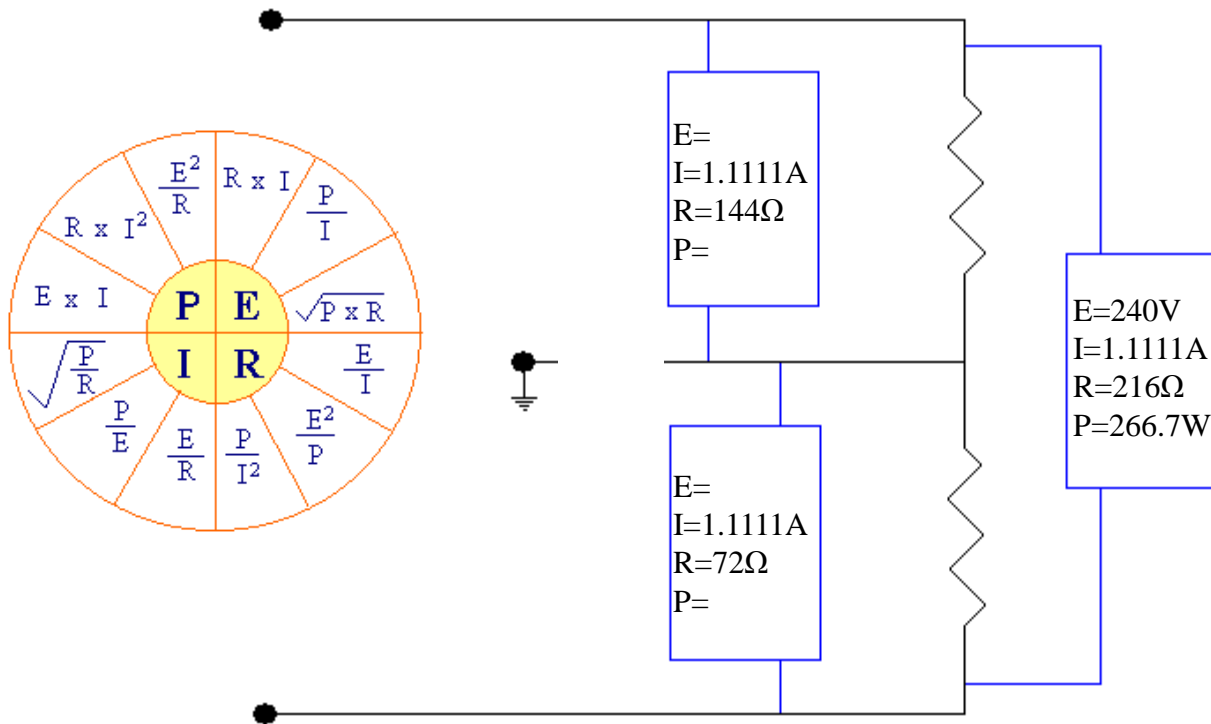 E²/R
R x I
P/I
R x I²
E x I
√(P x R)
P E
I R
√(P/R)
E/I
P/E
E/R
P/I²
E²/P
E=
I=1.1111A
R=144Ω
P=
E=240V
I=1.1111A
R=216Ω
P=266.7W
E=
I=1.1111A
R=72Ω
P=